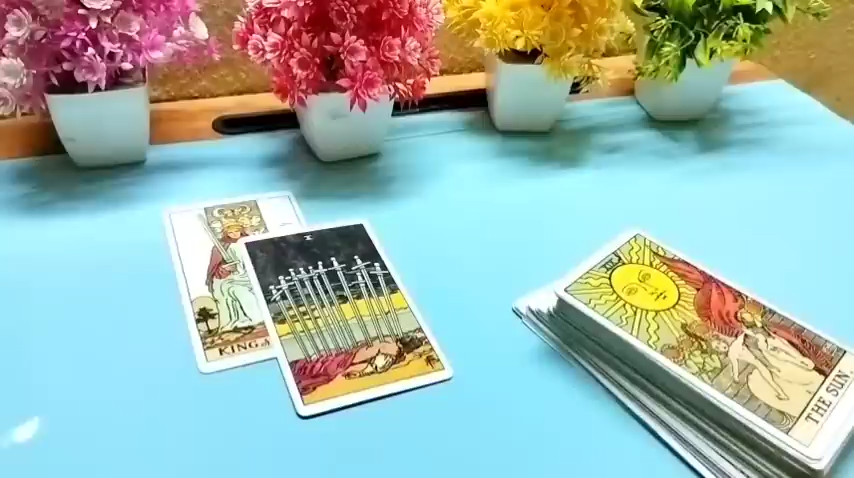 X
KING
THE SUN.